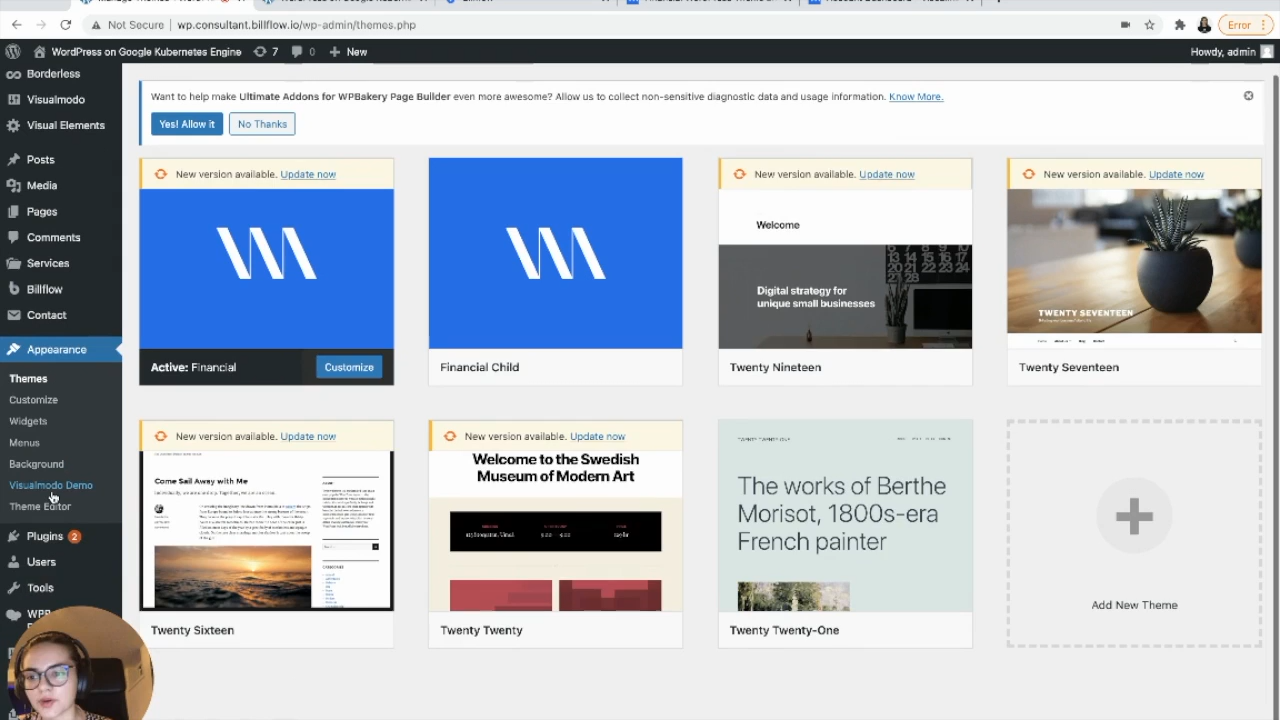 Not Secure wp.consultant.billflow.io/wp-admin/themes.php
Error
WordPress on Google Kubernetes Engine 7 0 New
Howdy, admin
Borderless
Visualmodo
Visual Elements
Posts
Media
Pages
Comments
Services
Billflow
Contact
Appearance
Themes
Customize
Widgets
Menus
Background
Visualmodo Demo
Theme Editor
Plugins 2
Users
Tools
WPB
Want to help make Ultimate Addons for WPBakery Page Builder even more awesome? Allow us to collect non-sensitive diagnostic data and usage information. Know More.
Yes! Allow it No Thanks
New version available. Update now
Active: Financial Customize
Financial Child
New version available. Update now
Welcome
Digital strategy for
unique small businesses
Twenty Nineteen
New version available. Update now
TWENTY SEVENTEEN
Twenty Seventeen
New version available. Update now
Come Sail Away with Me
Twenty Sixteen
New version available. Update now
Welcome to the Swedish
Museum of Modern Art
Twenty Twenty
The works of Berthe
Morisot, 1800s-era
French painter
Twenty Twenty-One
Add New Theme